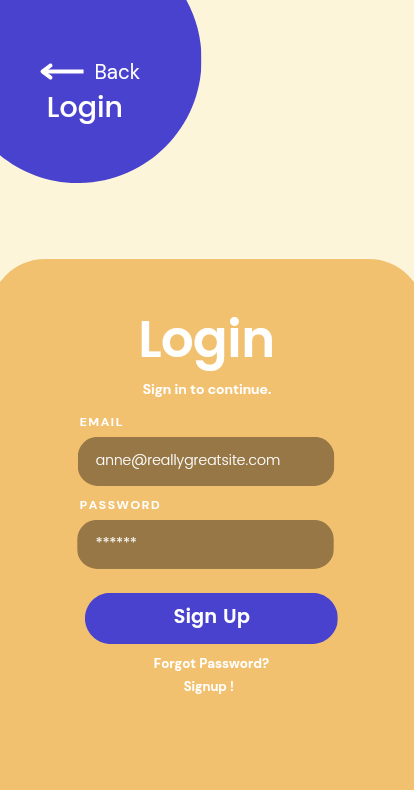 Back
Login
Login
Sign in to continue.
EMAIL
anne@reallygreatsite.com
PASSWORD
******
Sign Up
Forgot Password?
Signup !